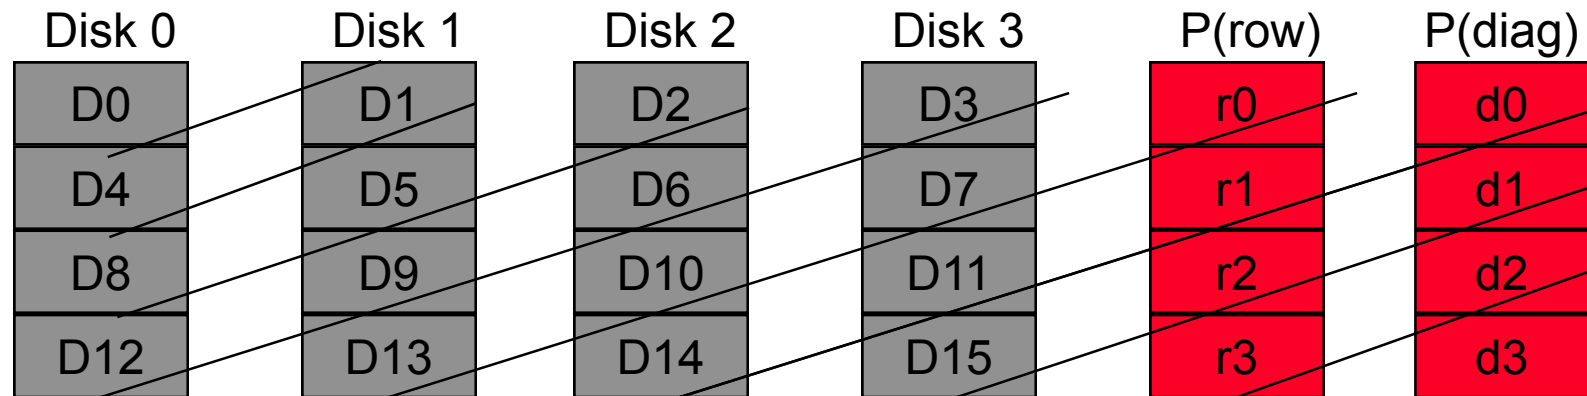 Disk 0 Disk 1 Disk 2 Disk 3 P(row) P(diag)
D0 D1 D2 D3 r0 d0
D4 D5 D6 D7 r1 d1
D8 D9 D10 D11 r2 d2
D12 D13 D14 D15 r3 d3